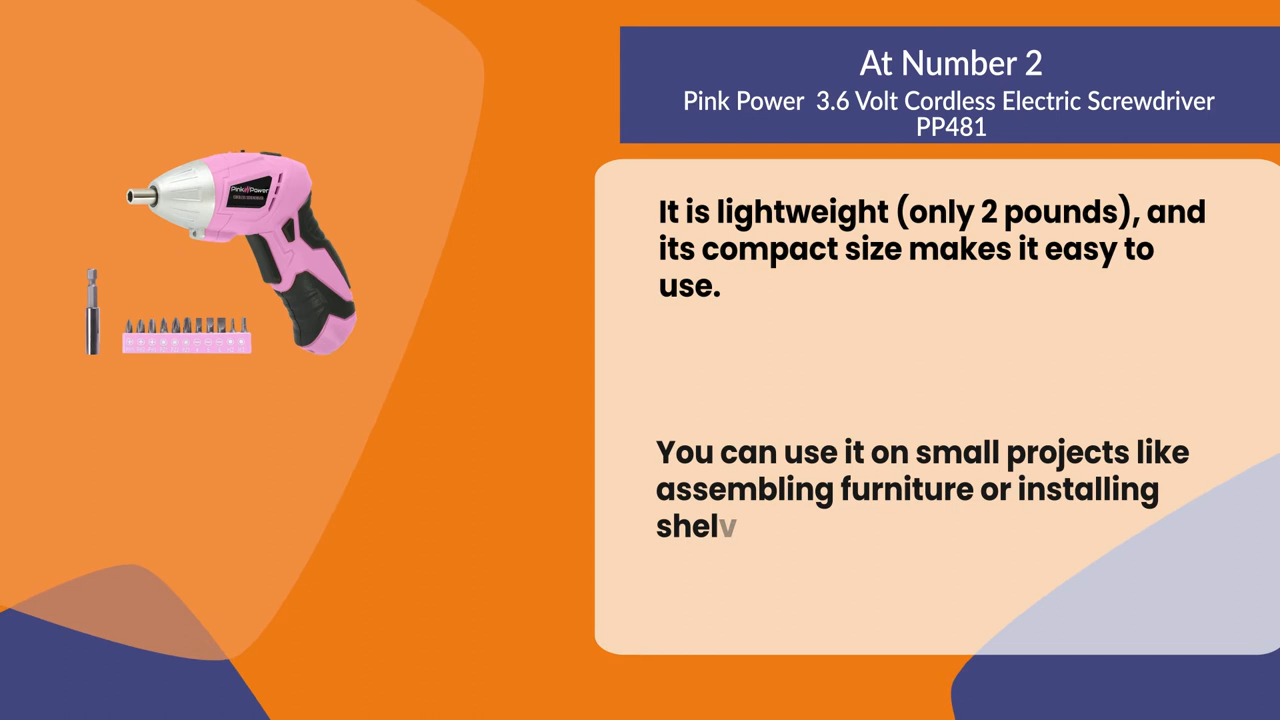 At Number 2
Pink Power 3.6 Volt Cordless Electric Screwdriver
PP481
It is lightweight (only 2 pounds), and
its compact size makes it easy to
use.
You can use it on small projects like
assembling furniture or installing
shelv
Pink Power